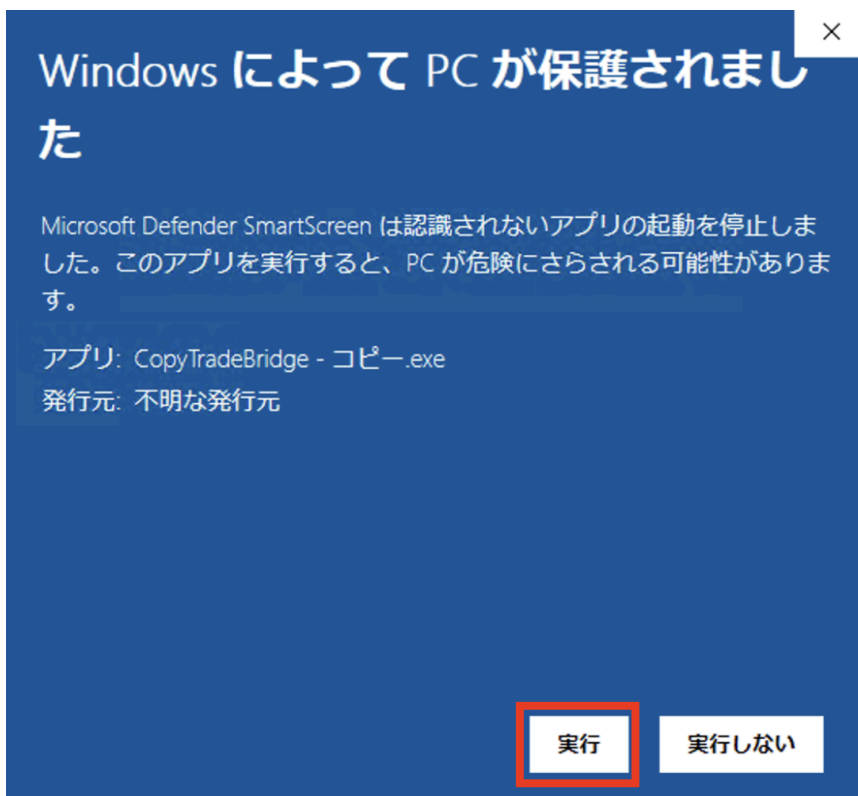 Windows によって PC が保護されまし
た
Microsoft Defender SmartScreen は認識されないアプリの起動を停止しま
した。このアプリを実行すると、PC が危険にさらされる可能性がありま
す。
アプリ: CopyTradeBridge - コピー.exe
発行元: 不明な発行元
実行
実行しない